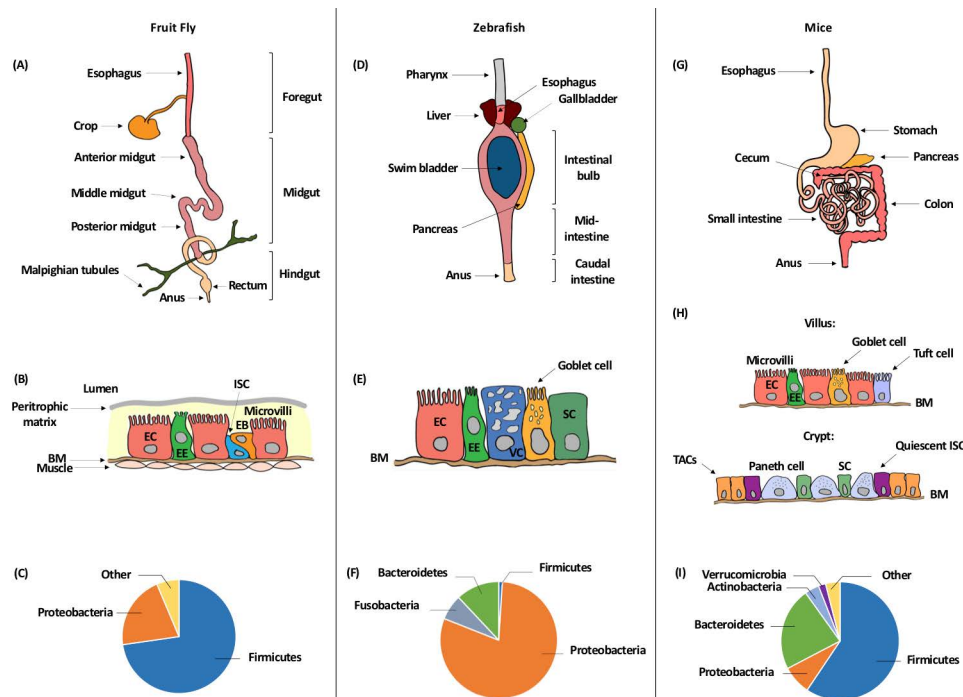 Fruit Fly
(A)
Esophagus
Foregut
Crop
Anterior midgut
Middle midgut
Midgut
Posterior midgut
Malpighian tubules
Hindgut
Rectum
Anus
(B)
Lumen
ISC
Peritrophic
matrix
Microvilli
EC
EE
EB
BM
Muscle
(C)
Other
Proteobacteria
Firmicutes
Zebrafish
(D)
Pharynx
Esophagus
Gallbladder
Liver
Swim bladder
Intestinal
bulb
Pancreas
Mid-
intestine
Anus
Caudal
intestine
(E)
Goblet cell
EC
EE
VC
SC
BM
(F)
Bacteroidetes
Firmicutes
Fusobacteria
Proteobacteria
Mice
(G)
Esophagus
Stomach
Cecum
Pancreas
Small intestine
Colon
Anus
(H)
Villus:
Goblet cell
Microvilli
Tuft cell
EC
EE
BM
Crypt:
Quiescent ISC
TACs
Paneth cell
SC
BM
(I)
Verrucomicrobia
Other
Actinobacteria
Bacteroidetes
Proteobacteria
Firmicutes